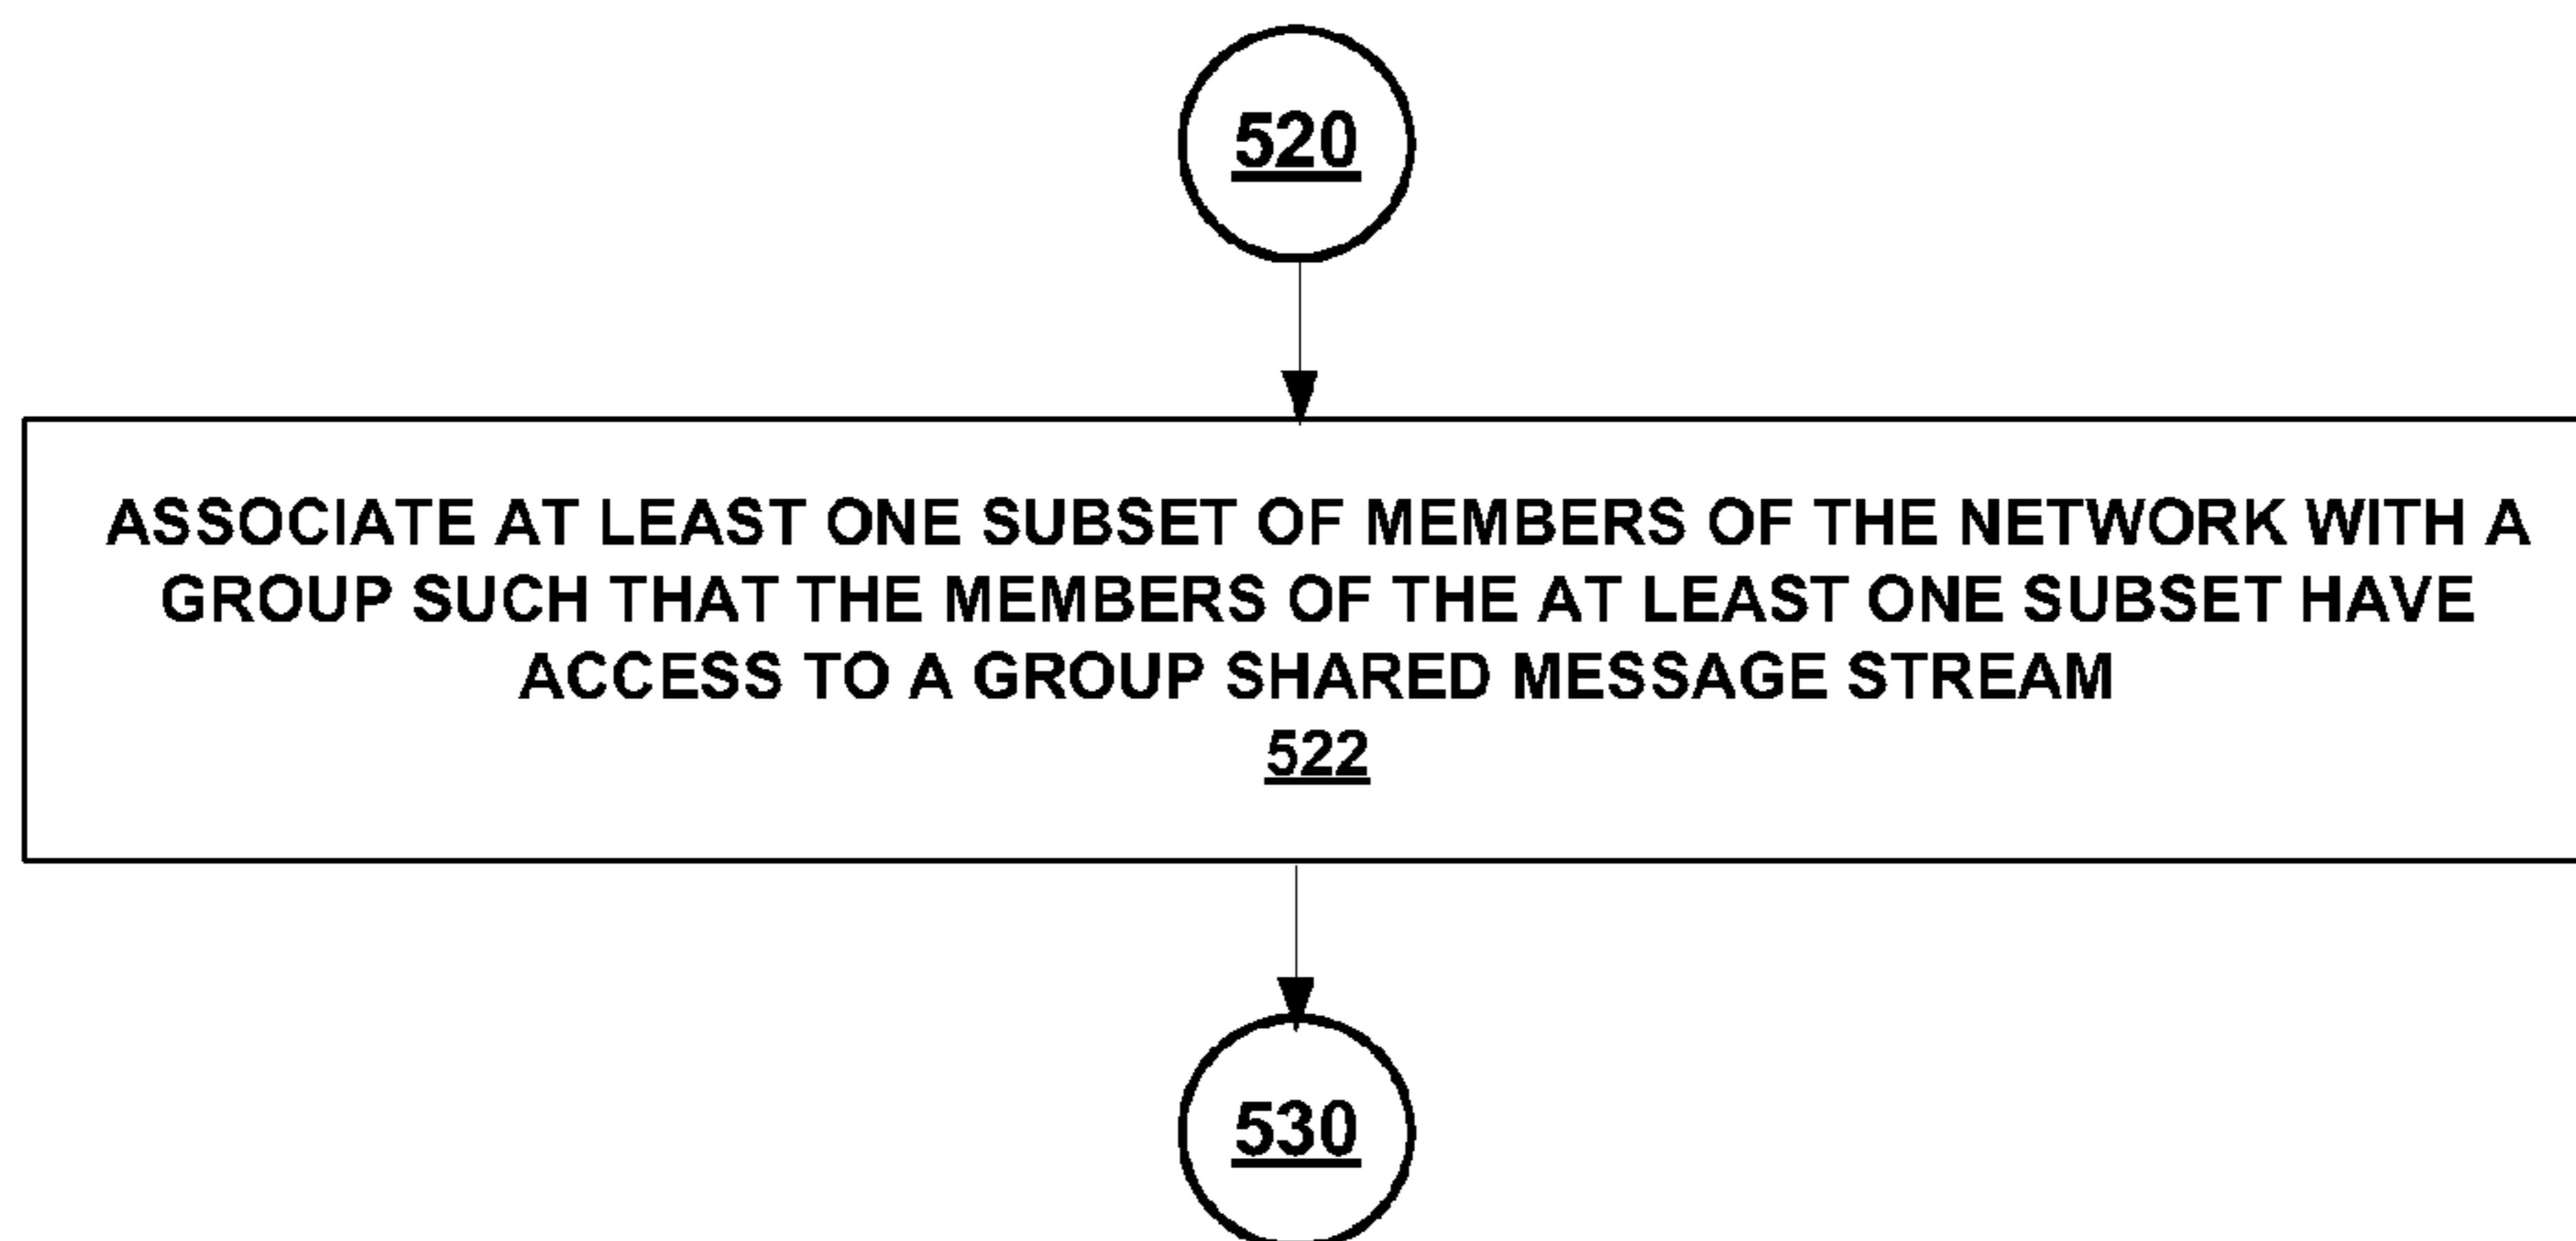 520
ASSOCIATE AT LEAST ONE SUBSET OF MEMBERS OF THE NETWORK WITH A
GROUP SUCH THAT THE MEMBERS OF THE AT LEAST ONE SUBSET HAVE
ACCESS TO A GROUP SHARED MESSAGE STREAM
522
530